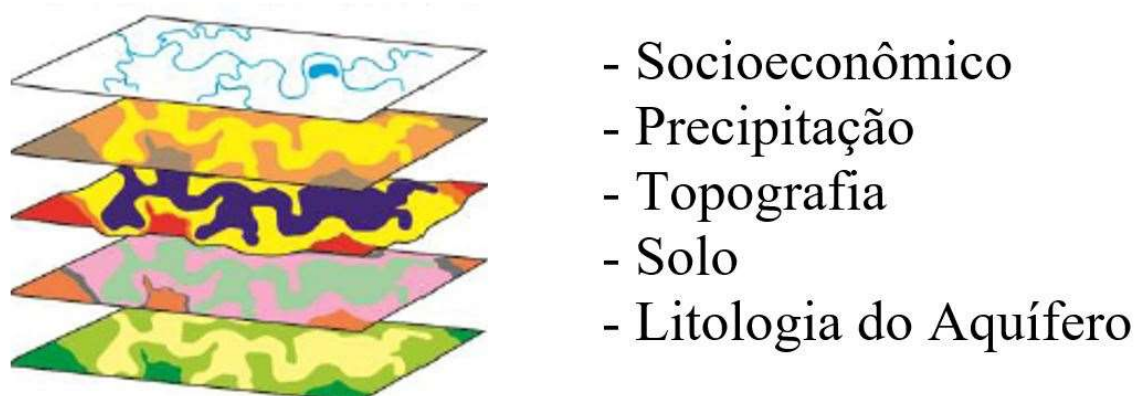 - Socioeconômico
- Precipitação
- Topografia
- Solo
- Litologia do Aquífero